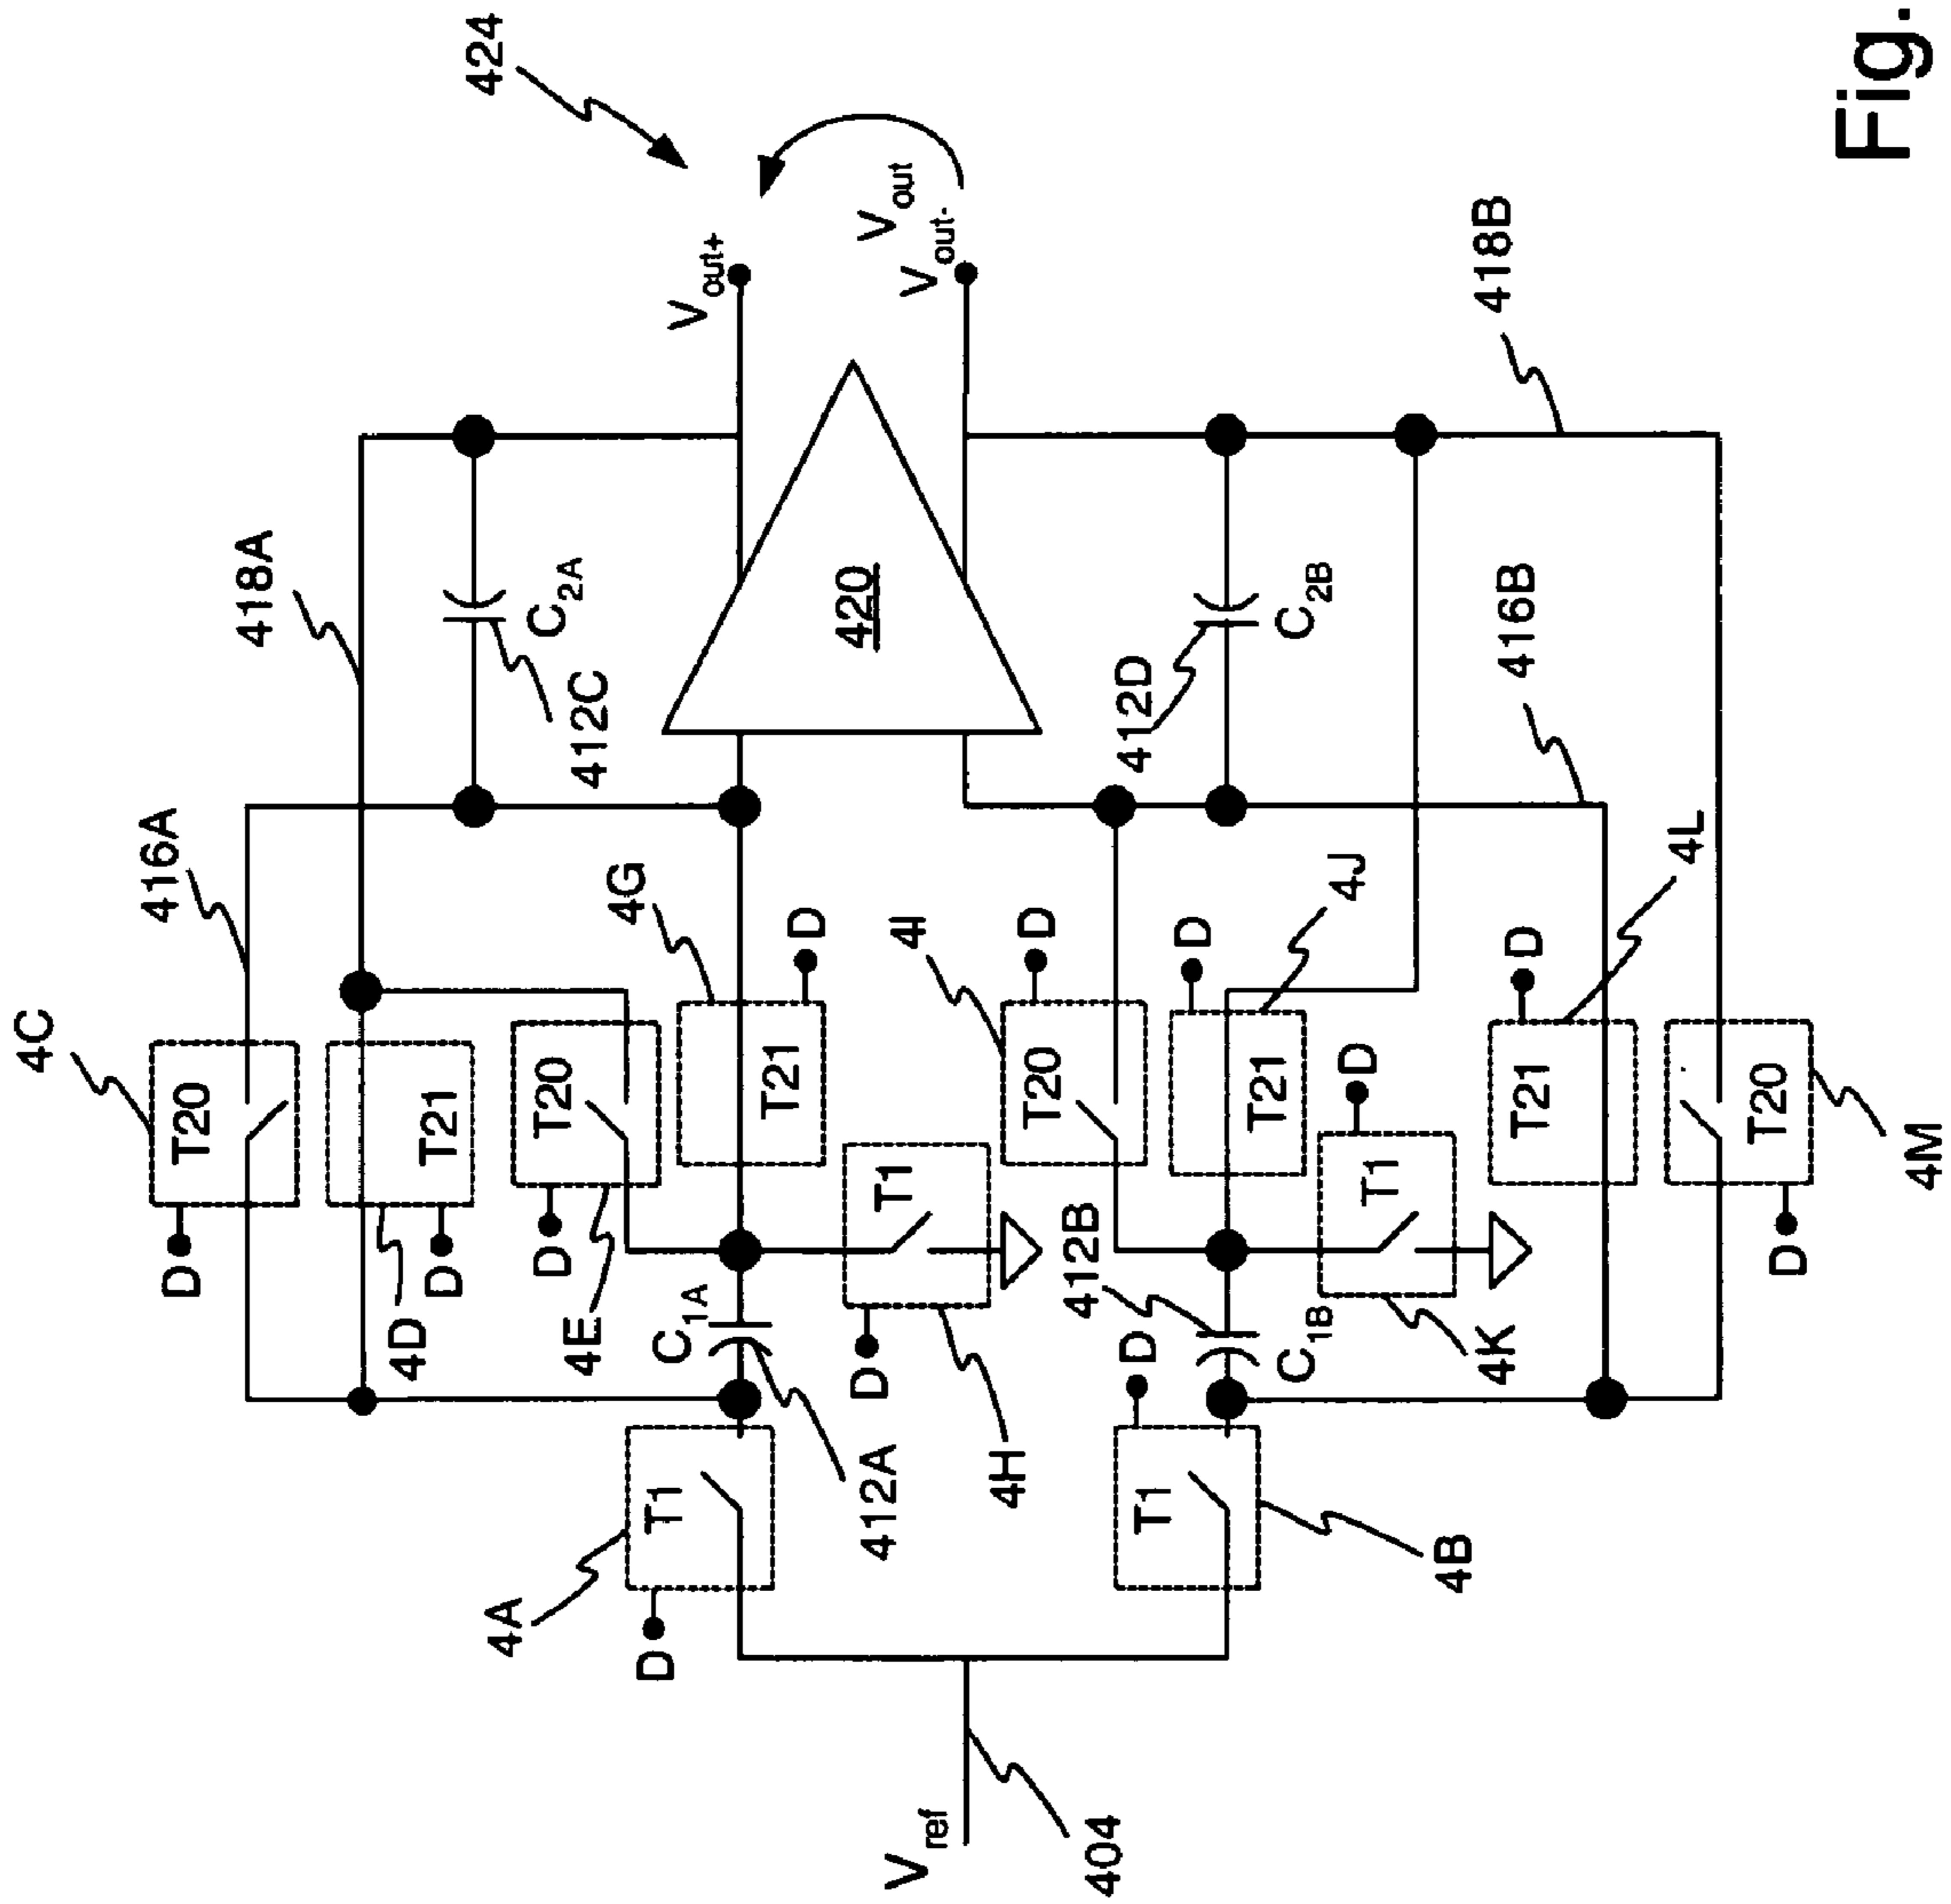 424
V_out+
V_out
V_out-
418A
C_2A
412C
420
412D
C_2B
418B
416B
416A
4C
T20
D
4D
T21
D
4E
T20
D
4G
T21
D
4H
T1
D
4I
T20
D
4J
T21
D
4K
T1
D
4L
T21
D
4M
T20
D
C_1A
412A
412B
C_1B
4A
T1
D
4B
T1
D
V_ref
404
Fig.